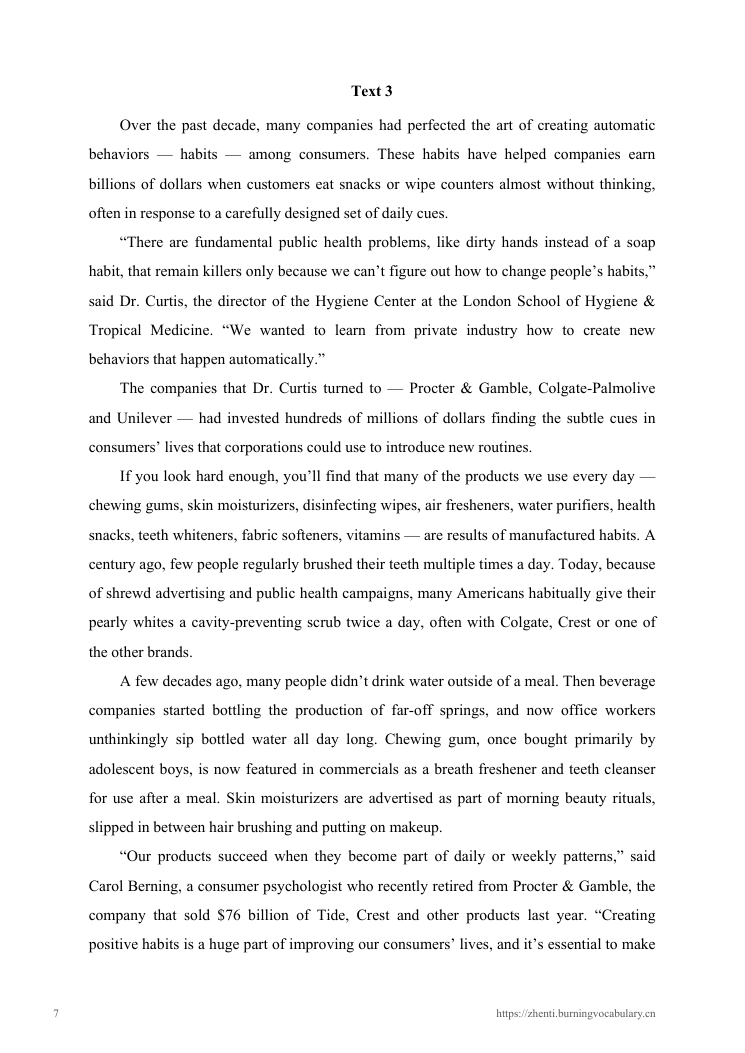 Text 3
Over the past decade, many companies had perfected the art of creating automatic
behaviors — habits — among consumers. These habits have helped companies earn
billions of dollars when customers eat snacks or wipe counters almost without thinking,
often in response to a carefully designed set of daily cues.
“There are fundamental public health problems, like dirty hands instead of a soap
habit, that remain killers only because we can’t figure out how to change people’s habits,”
said Dr. Curtis, the director of the Hygiene Center at the London School of Hygiene &
Tropical Medicine. “We wanted to learn from private industry how to create new
behaviors that happen automatically.”
The companies that Dr. Curtis turned to — Procter & Gamble, Colgate-Palmolive
and Unilever — had invested hundreds of millions of dollars finding the subtle cues in
consumers’ lives that corporations could use to introduce new routines.
If you look hard enough, you’ll find that many of the products we use every day —
chewing gums, skin moisturizers, disinfecting wipes, air fresheners, water purifiers, health
snacks, teeth whiteners, fabric softeners, vitamins — are results of manufactured habits. A
century ago, few people regularly brushed their teeth multiple times a day. Today, because
of shrewd advertising and public health campaigns, many Americans habitually give their
pearly whites a cavity-preventing scrub twice a day, often with Colgate, Crest or one of
the other brands.
A few decades ago, many people didn’t drink water outside of a meal. Then beverage
companies started bottling the production of far-off springs, and now office workers
unthinkingly sip bottled water all day long. Chewing gum, once bought primarily by
adolescent boys, is now featured in commercials as a breath freshener and teeth cleanser
for use after a meal. Skin moisturizers are advertised as part of morning beauty rituals,
slipped in between hair brushing and putting on makeup.
“Our products succeed when they become part of daily or weekly patterns,” said
Carol Berning, a consumer psychologist who recently retired from Procter & Gamble, the
company that sold $76 billion of Tide, Crest and other products last year. “Creating
positive habits is a huge part of improving our consumers’ lives, and it’s essential to make
7
https://zhenti.burningvocabulary.cn